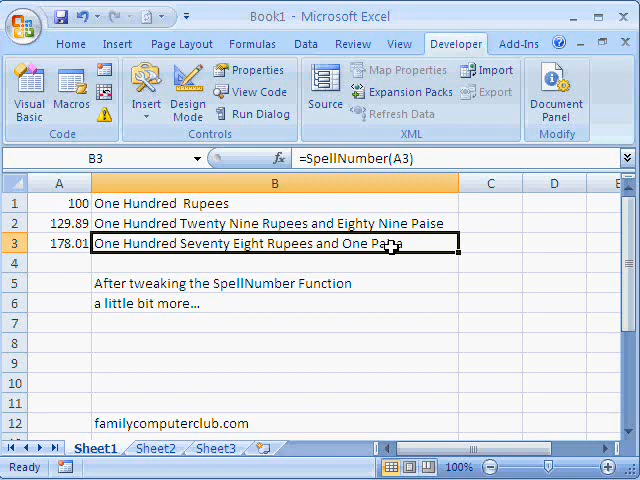 Book1 - Microsoft Excel
Home Insert Page Layout Formulas Data Review View Developer Add-Ins
Visual Basic
Macros
Code
Insert
Design Mode
Properties
View Code
Run Dialog
Controls
Source
Map Properties
Expansion Packs
Refresh Data
Import
Export
XML
Document Panel
Modify
B3 fx =SpellNumber(A3)
A B C D E
1 100 One Hundred  Rupees
2 129.89 One Hundred Twenty Nine Rupees and Eighty Nine Paise
3 178.01 One Hundred Seventy Eight Rupees and One
4
5 After tweaking the SpellNumber Function
6 a little bit more...
7
8
9
10
11
12 familycomputerclub.com
Sheet1 Sheet2 Sheet3
Ready 100%